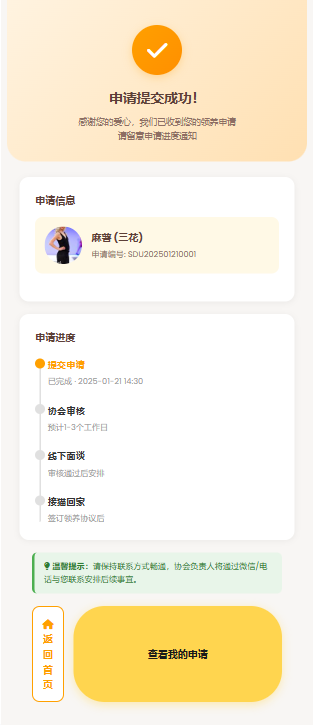 申请提交成功！
感谢您的爱心，我们已收到您的领养申请
请留意申请进度通知
申请信息
麻薯 (三花)
申请编号: SDU202501210001
申请进度
提交申请
已完成 · 2025-01-21 14:30
协会审核
预计1-3个工作日
线下面谈
审核通过后安排
接猫回家
签订领养协议后
温馨提示：请保持联系方式畅通，协会负责人将通过微信/电
话与您联系安排后续事宜。
返
回
首
页
查看我的申请